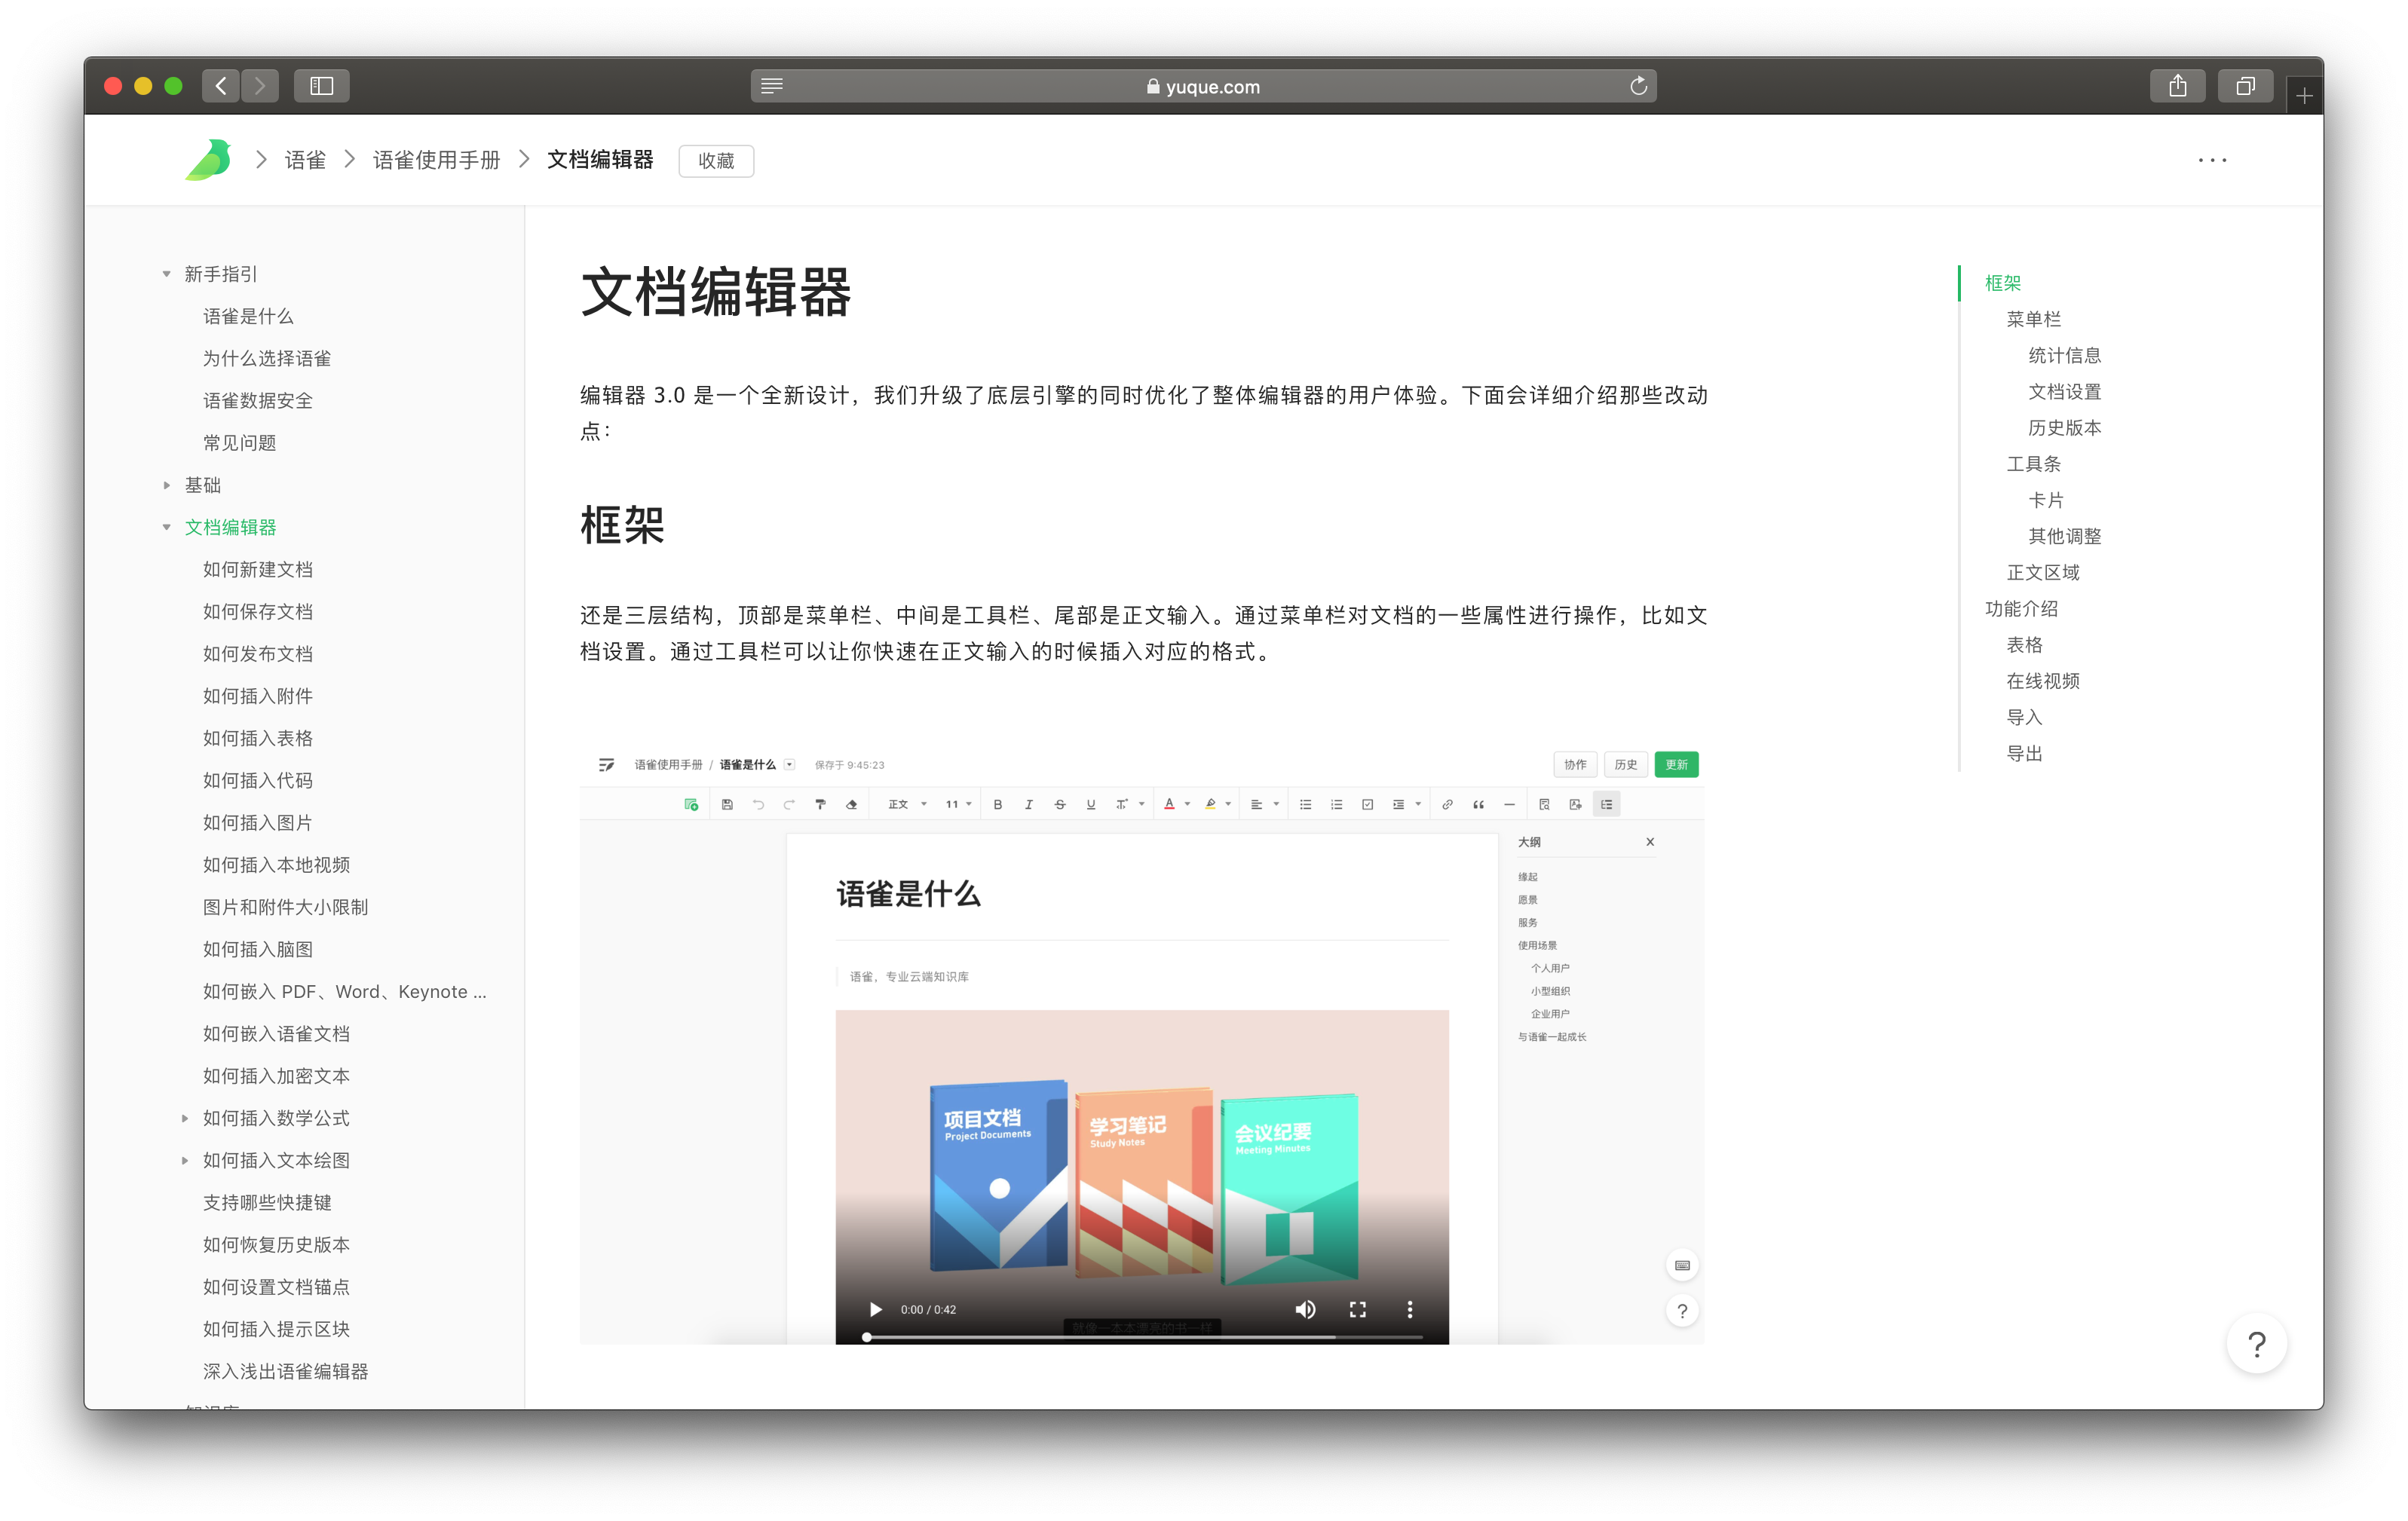 yuque.com
语雀 语雀使用手册 文档编辑器 收藏
新手指引
语雀是什么
为什么选择语雀
语雀数据安全
常见问题
基础
文档编辑器
如何新建文档
如何保存文档
如何发布文档
如何插入附件
如何插入表格
如何插入代码
如何插入图片
如何插入本地视频
图片和附件大小限制
如何插入脑图
如何嵌入 PDF、Word、Keynote ...
如何嵌入语雀文档
如何插入加密文本
如何插入数学公式
如何插入文本绘图
支持哪些快捷键
如何恢复历史版本
如何设置文档锚点
如何插入提示区块
深入浅出语雀编辑器
知识库
文档编辑器
编辑器 3.0 是一个全新设计，我们升级了底层引擎的同时优化了整体编辑器的用户体验。下面会详细介绍那些改动
点：
框架
还是三层结构，顶部是菜单栏、中间是工具栏、尾部是正文输入。通过菜单栏对文档的一些属性进行操作，比如文
档设置。通过工具栏可以让你快速在正文输入的时候插入对应的格式。
语雀使用手册 / 语雀是什么 保存于 9:45:23 协作 历史 更新
正文 11 B I S U A
语雀是什么
语雀，专业云端知识库
项目文档
Project Documents
学习笔记
Study Notes
会议纪要
Meeting Minutes
0:00 / 0:42
就像一本本漂亮的书一样
大纲
缘起
愿景
服务
使用场景
个人用户
小型组织
企业用户
与语雀一起成长
?
框架
菜单栏
统计信息
文档设置
历史版本
工具条
卡片
其他调整
正文区域
功能介绍
表格
在线视频
导入
导出
?